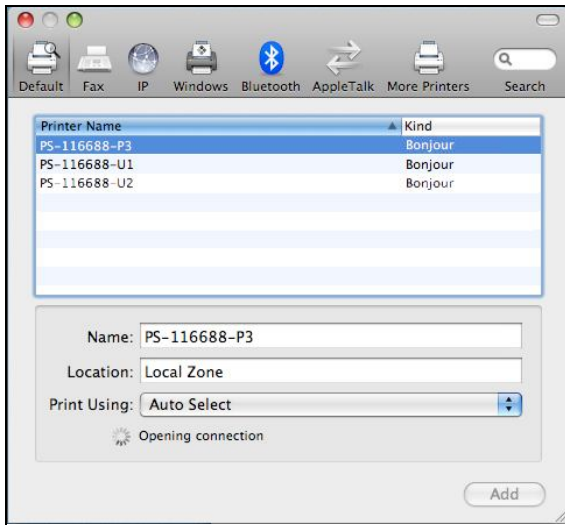 Default Fax IP Windows Bluetooth AppleTalk More Printers Search
Printer Name Kind
PS-116688-P3 Bonjour
PS-116688-U1 Bonjour
PS-116688-U2 Bonjour
Name: PS-116688-P3
Location: Local Zone
Print Using: Auto Select
Opening connection
Add